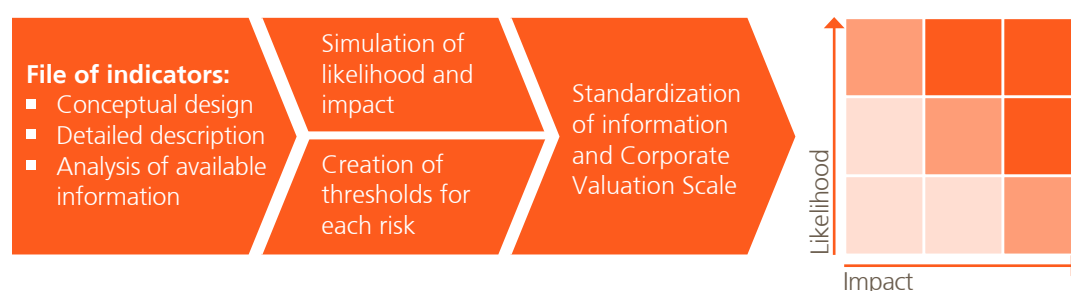 File of indicators:
▪ Conceptual design
▪ Detailed description
▪ Analysis of available
information
Simulation of
likelihood and
impact
Creation of
thresholds for
each risk
Standardization
of information
and Corporate
Valuation Scale
Likelihood
Impact